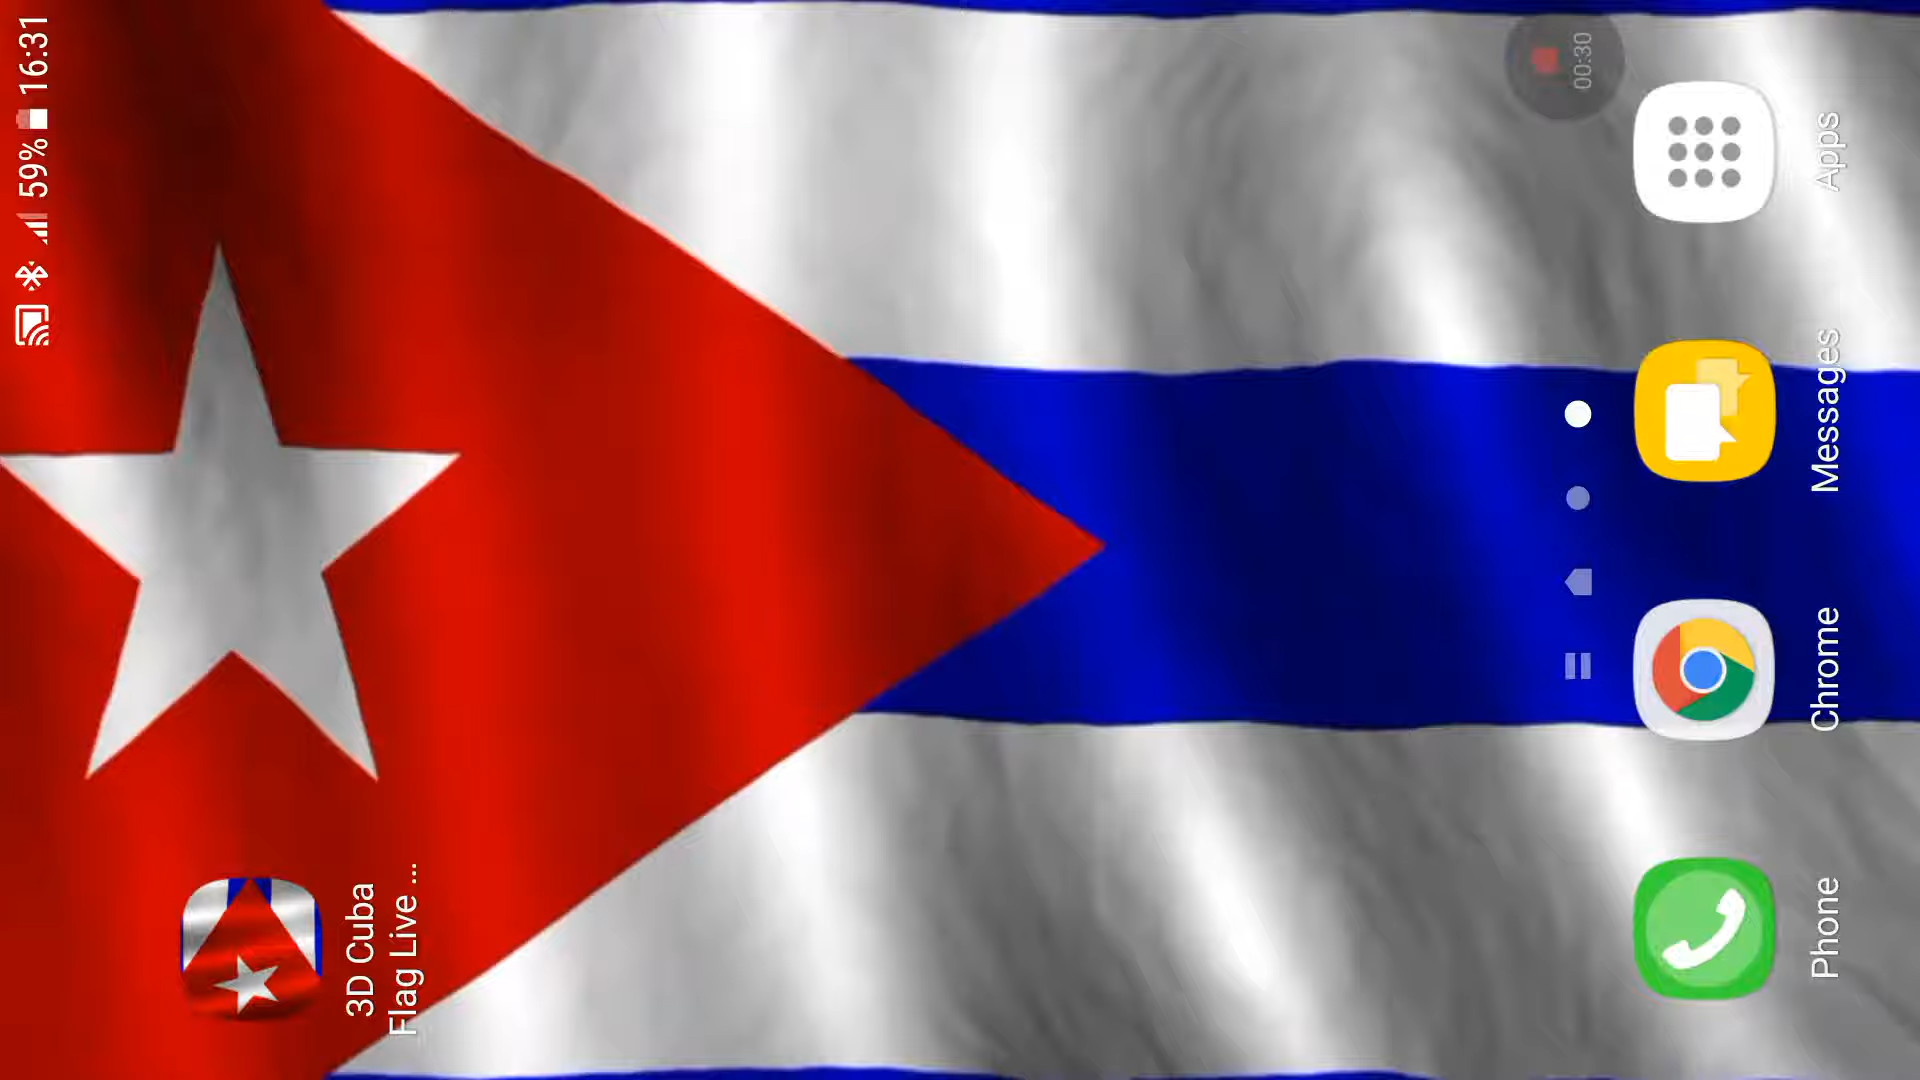 59% 16:31
00:30
3D Cuba
Flag Live ...
Phone
Chrome
Messages
Apps